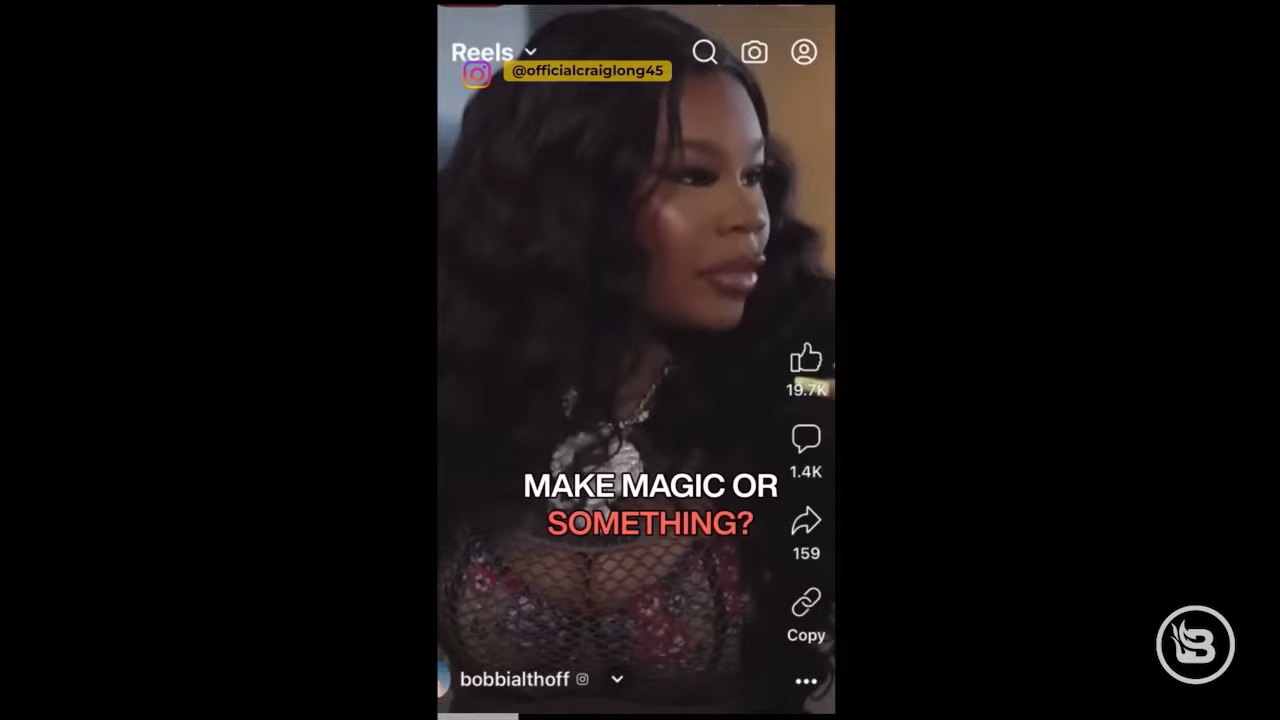 Reels
@officialcraiglong45
19.7K
MAKE MAGIC OR
1.4K
SOMETHING?
159
Copy
bobbialthoff